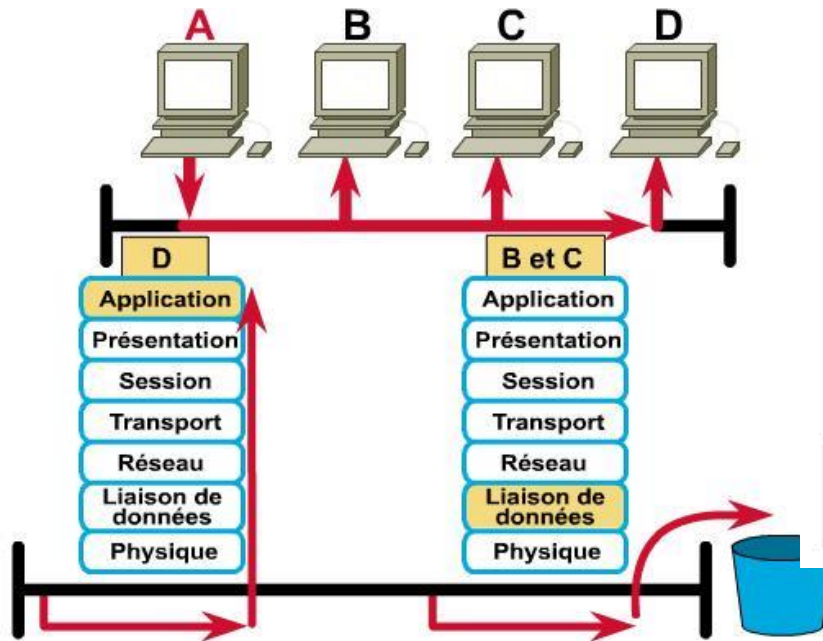 A B C D
D
Application
Présentation
Session
Transport
Réseau
Liaison de
données
Physique
B et C
Application
Présentation
Session
Transport
Réseau
Liaison de
données
Physique